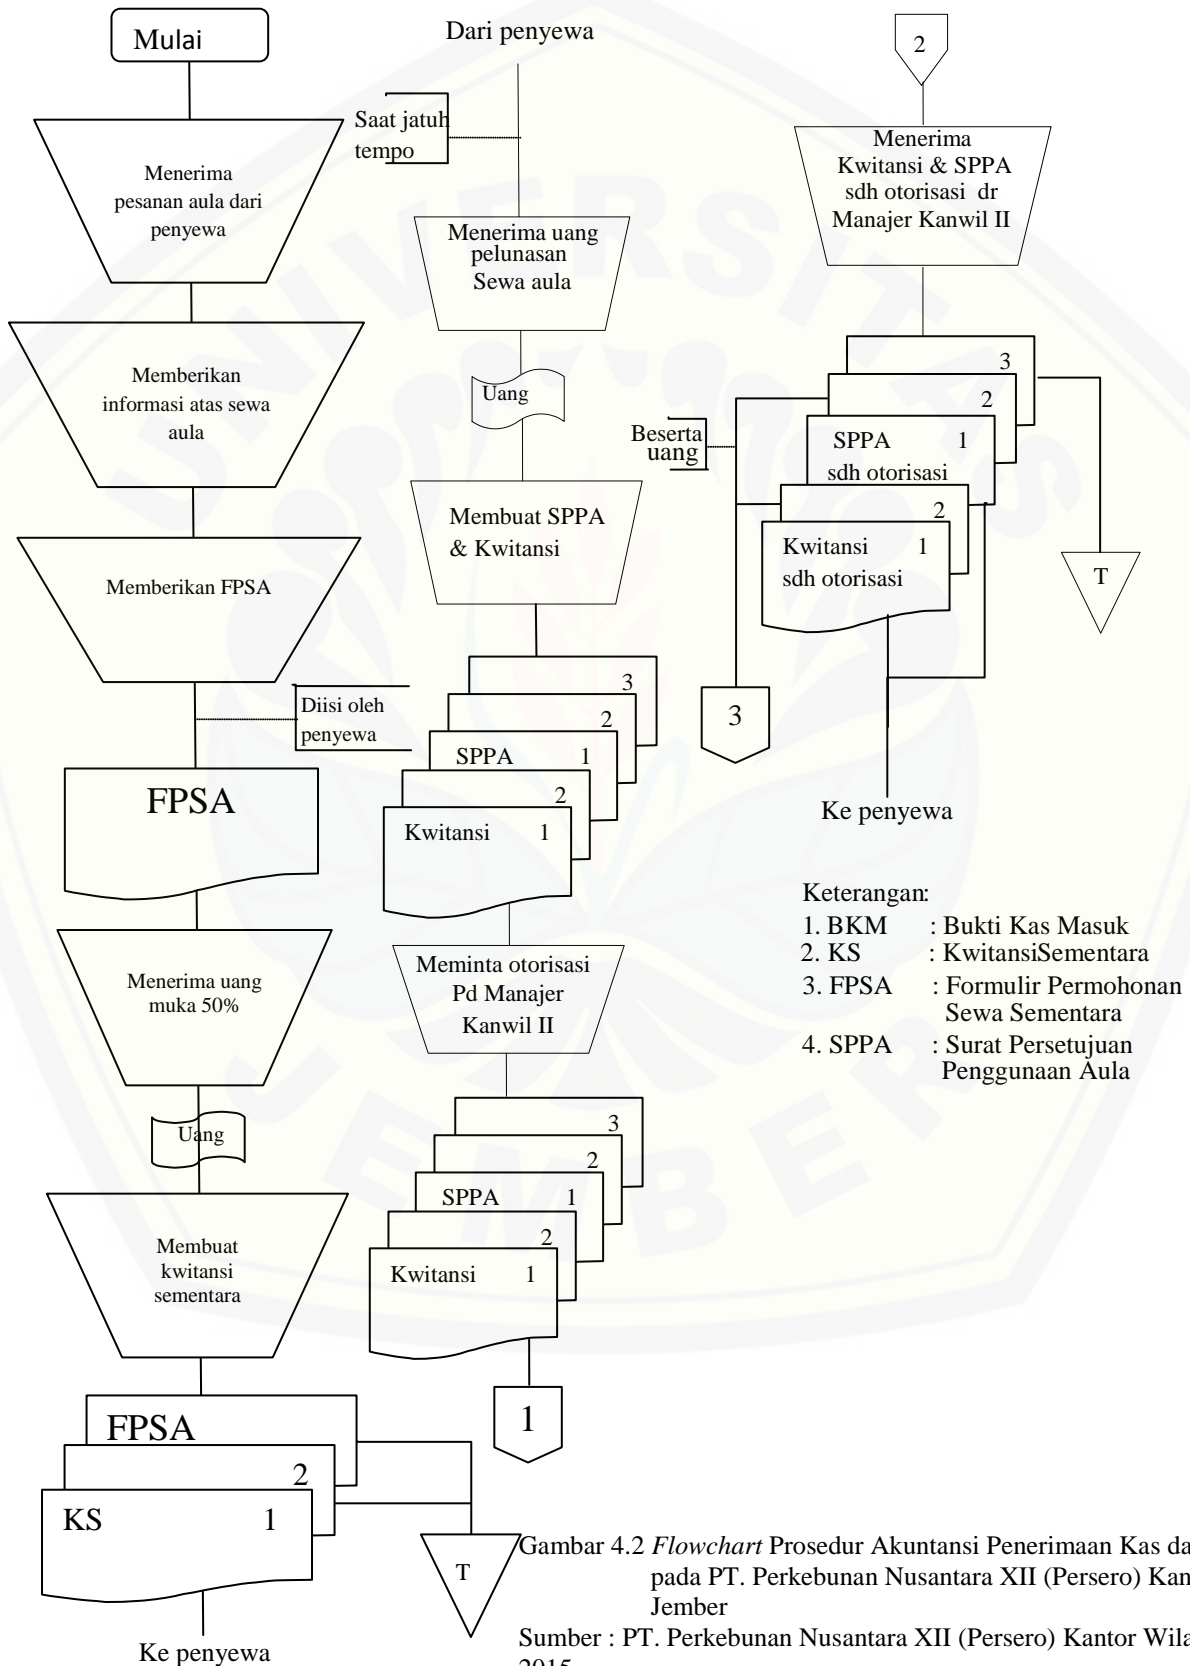 Mulai
Menerima
pesanan aula dari
penyewa
Memberikan
informasi atas sewa
aula
Memberikan FPSA
Diisi oleh
penyewa
FPSA
Menerima uang
muka 50%
Uang
Membuat
kwitansi
sementara
FPSA
2
KS 1
T
Ke penyewa
Dari penyewa
Saat jatuh
tempo
Menerima uang
pelunasan
Sewa aula
Uang
Membuat SPPA
& Kwitansi
3
2
SPPA 1
2
Kwitansi 1
Meminta otorisasi
Pd Manajer
Kanwil II
3
2
SPPA 1
2
Kwitansi 1
1
2
Menerima
Kwitansi & SPPA
sdh otorisasi dr
Manajer Kanwil II
3
2
SPPA 1
sdh otorisasi
2
Kwitansi 1
sdh otorisasi
Beserta
uang
T
3
Ke penyewa
Keterangan:
1. BKM : Bukti Kas Masuk
2. KS : KwitansiSementara
3. FPSA : Formulir Permohonan
Sewa Sementara
4. SPPA : Surat Persetujuan
Penggunaan Aula
Gambar 4.2 Flowchart Prosedur Akuntansi Penerimaan Kas da
pada PT. Perkebunan Nusantara XII (Persero) Kan
Jember
Sumber : PT. Perkebunan Nusantara XII (Persero) Kantor Wila
2015
UNIVERSITAS
JEMBER